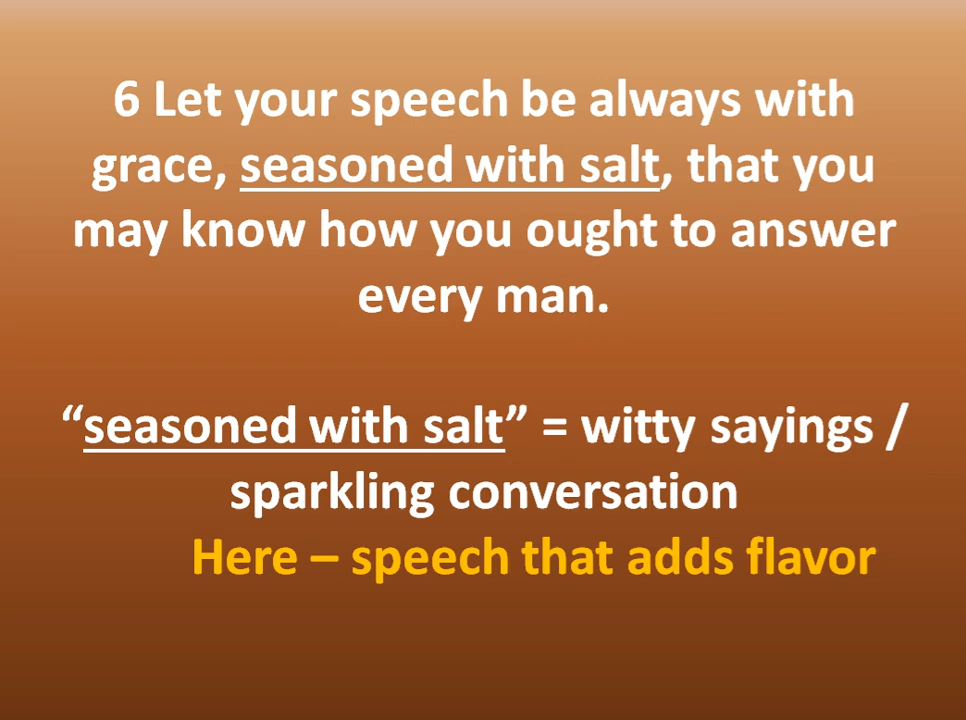 6 Let your speech be always with
grace, seasoned with salt, that you
may know how you ought to answer
every man.
“seasoned with salt” = witty sayings /
sparkling conversation
Here – speech that adds flavor